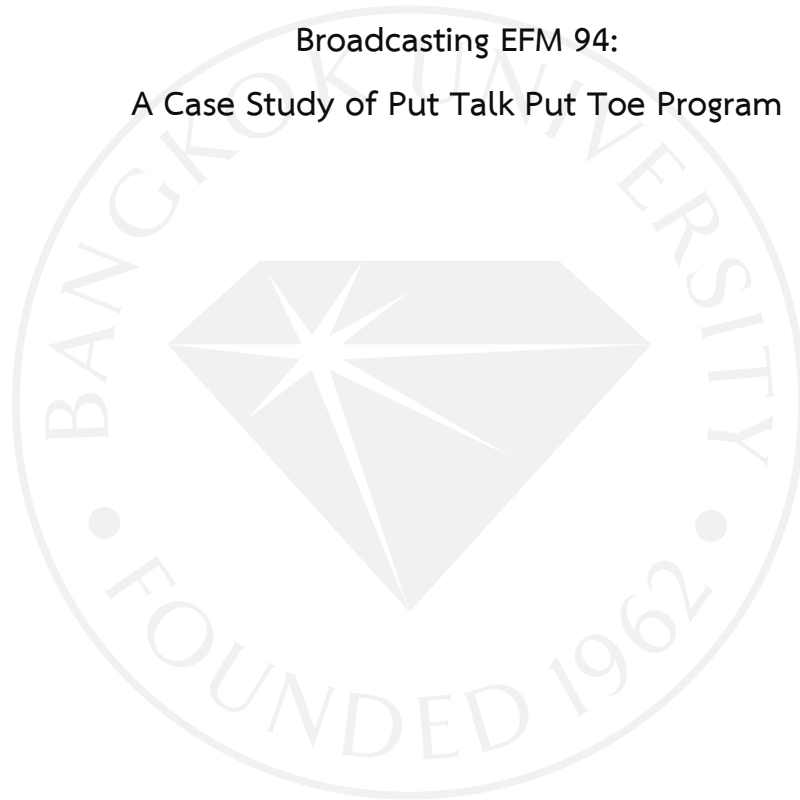 Broadcasting EFM 94:
A Case Study of Put Talk Put Toe Program
BANGKOK UNIVERSITY
FOUNDED 1962